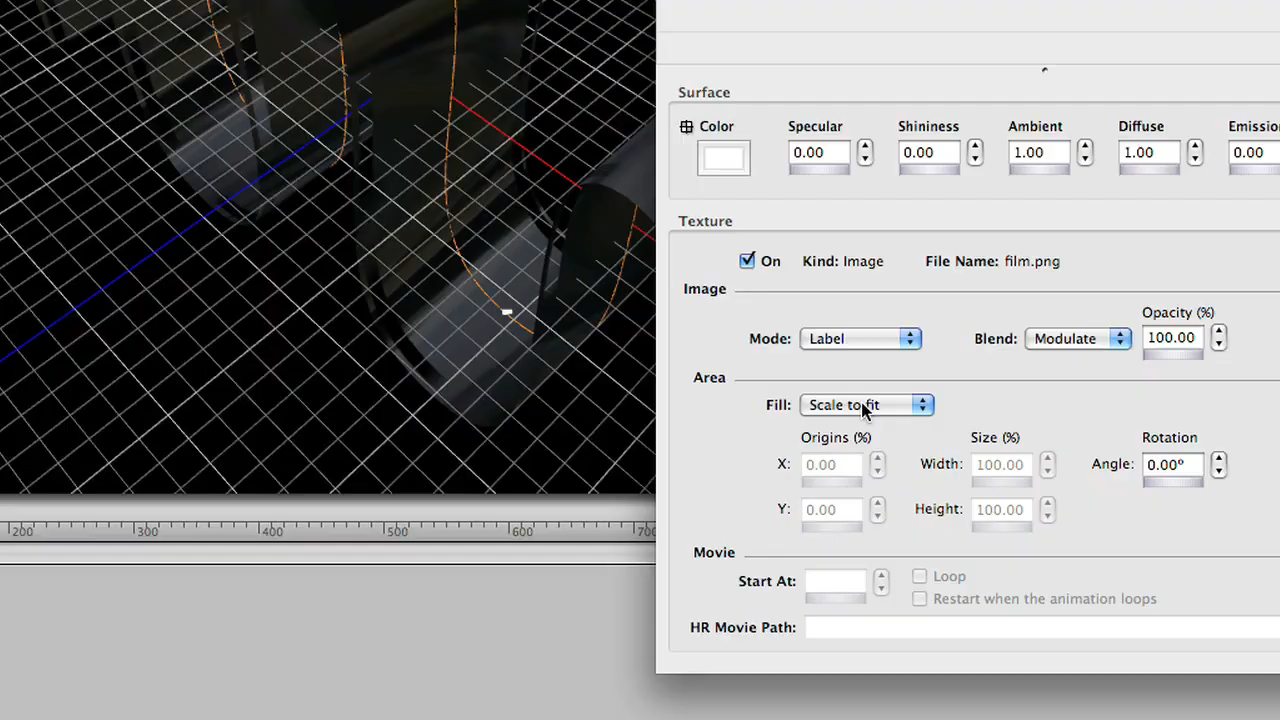 Surface
Color Specular Shininess Ambient Diffuse Emission
0.00 0.00 1.00 1.00 0.00
Texture
On Kind: Image File Name: film.png
Image
Opacity (%)
Mode: Label Blend: Modulate 100.00
Area
Fill: Scale to fit
Origins (%) Size (%) Rotation
X: 0.00 Width: 100.00 Angle: 0.00º
Y: 0.00 Height: 100.00
200 300 400 500 600 700
Movie
Start At: Loop
Restart when the animation loops
HR Movie Path: